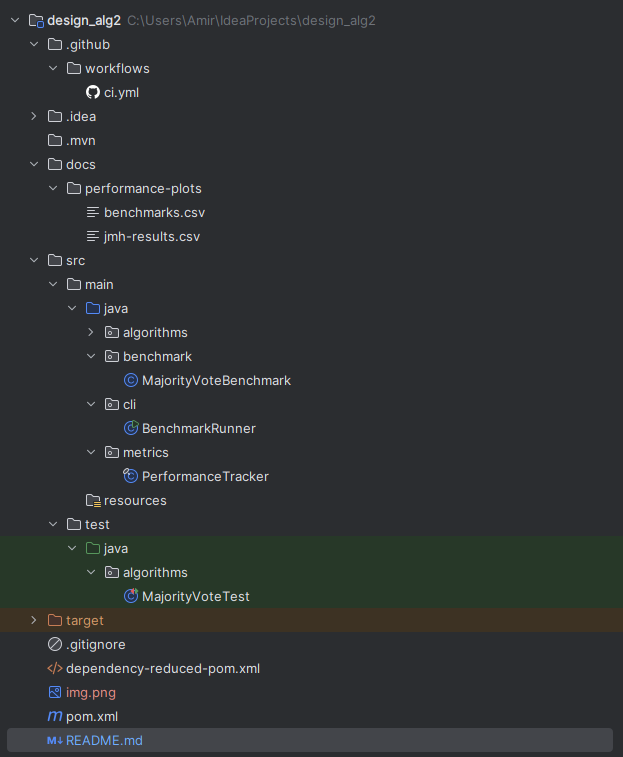 design_alg2 C:\Users\Amir\IdeaProjects\design_alg2
.github
workflows
ci.yml
.idea
.mvn
docs
performance-plots
benchmarks.csv
jmh-results.csv
src
main
java
algorithms
benchmark
MajorityVoteBenchmark
cli
BenchmarkRunner
metrics
PerformanceTracker
resources
test
java
algorithms
MajorityVoteTest
target
.gitignore
dependency-reduced-pom.xml
img.png
pom.xml
README.md